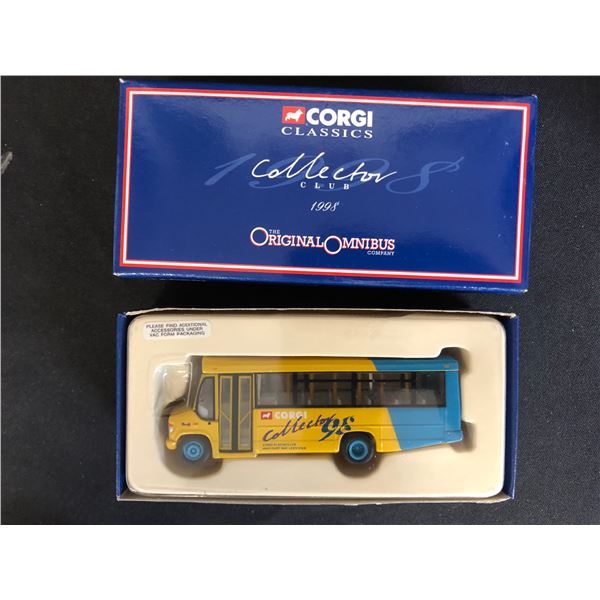 CORGI
CLASSICS
1998
Collector
CLUB
1998
THE
ORIGINAL OMNIBUS
COMPANY
PLEASE FIND ADDITIONAL
ACCESSORIES UNDER
VAC FORM PACKAGING
CORGI
Collector
98